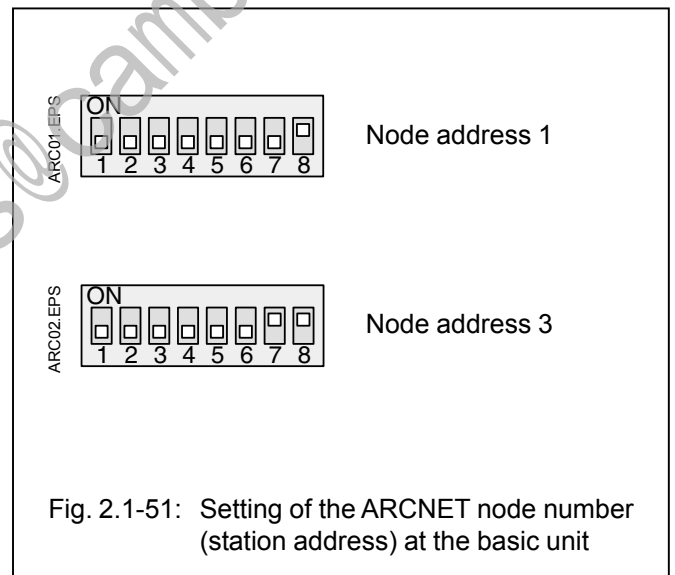 ARC01.EPS
ON
1 2 3 4 5 6 7 8
Node address 1
ARC02.EPS
ON
1 2 3 4 5 6 7 8
Node address 3
Fig. 2.1-51: Setting of the ARCNET node number
(station address) at the basic unit